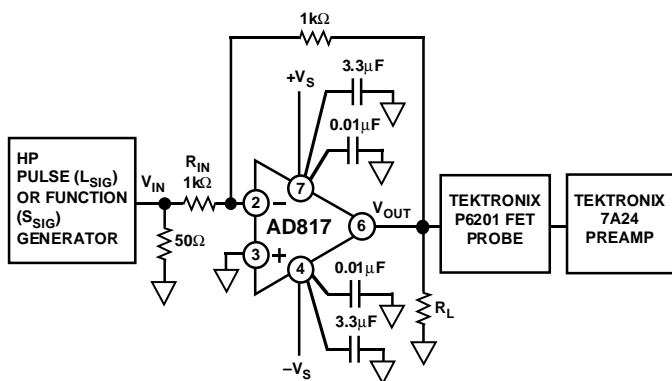 1kΩ
3.3µF
+VS
0.01µF
HP
PULSE (LSIG)
OR FUNCTION
(SSIG)
GENERATOR
VIN
RIN
1kΩ
50Ω
2
−
3
+
7
AD817
4
6
VOUT
TEKTRONIX
P6201 FET
PROBE
TEKTRONIX
7A24
PREAMP
0.01µF
3.3µF
RL
−VS